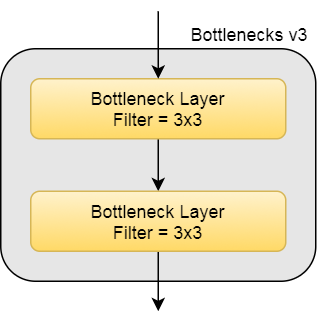 Bottlenecks v3
Bottleneck Layer
Filter = 3x3
Bottleneck Layer
Filter = 3x3